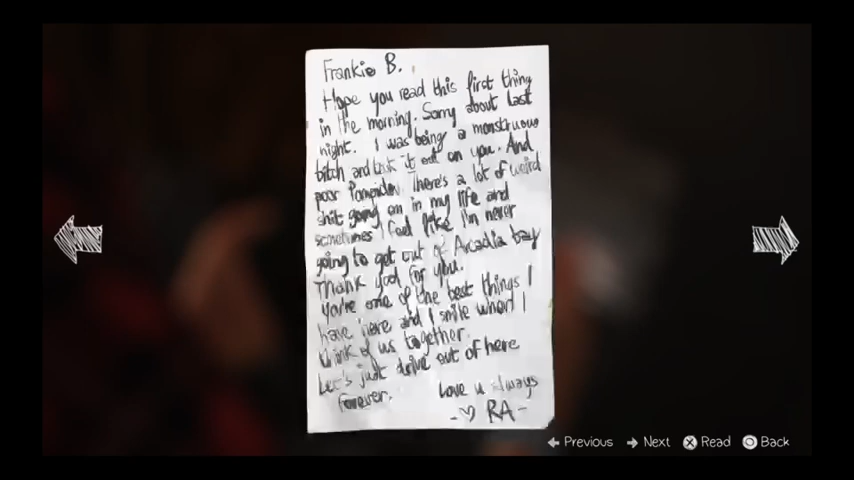 Frankie B.
Hope you read this first thing
in the morning. Sorry about last
night. I was being a monstruous
bitch and took it out on you. And
poor Pompidou. There's a lot of weird
shit going on in my life and
sometimes I feel like I'm never
going to get out of Arcadia bay
Thank god for you.
You're one of the best things I
have here and I smile when I
think of us together.
Let's just drive out of here
forever.
Love u always
- ♡ RA -
Previous
Next
Read
Back